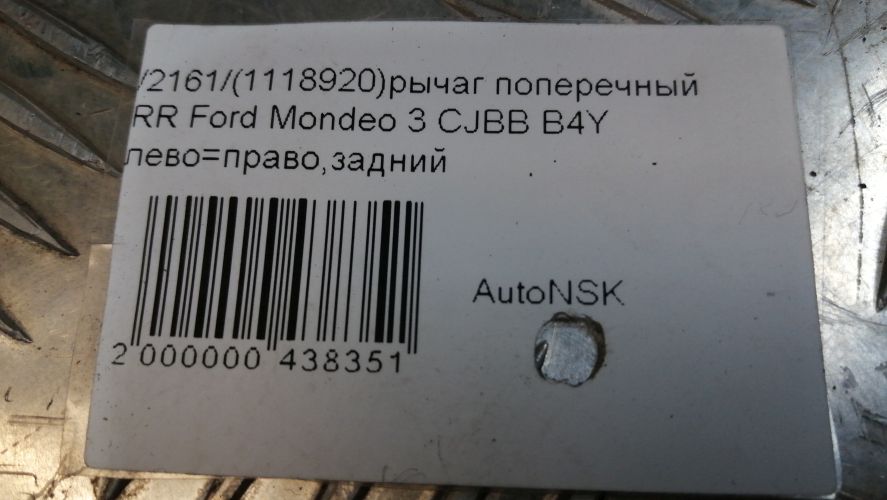 /2161/(1118920)рычаг поперечный
RR Ford Mondeo 3 CJBB B4Y
лево=право,задний
AutoNSK
2 000000 438351